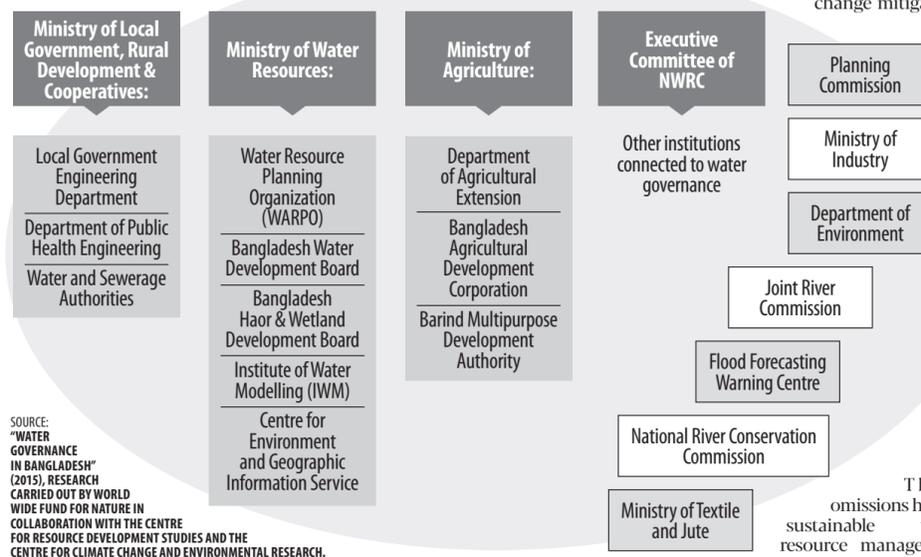 change mitiga
Ministry of Local
Government, Rural
Development &
Cooperatives:
Local Government
Engineering
Department
Department of Public
Health Engineering
Water and Sewerage
Authorities
Ministry of Water
Resources:
Water Resource
Planning
Organization
(WARPO)
Bangladesh Water
Development Board
Bangladesh
Haor & Wetland
Development Board
Institute of Water
Modelling (IWM)
Centre for
Environment
and Geographic
Information Service
Ministry of
Agriculture:
Department
of Agricultural
Extension
Bangladesh
Agricultural
Development
Corporation
Barind Multipurpose
Development
Authority
Executive
Committee of
NWRC
Other institutions
connected to water
governance
Planning
Commission
Ministry of
Industry
Department of
Environment
Joint River
Commission
Flood Forecasting
Warning Centre
National River Conservation
Commission
Ministry of Textile
and Jute
SOURCE:
"WATER
GOVERNANCE
IN BANGLADESH"
(2015), RESEARCH
CARRIED OUT BY WORLD
WIDE FUND FOR NATURE IN
COLLABORATION WITH THE CENTRE
FOR RESOURCE DEVELOPMENT STUDIES AND THE
CENTRE FOR CLIMATE CHANGE AND ENVIRONMENTAL RESEARCH.
omissions h
sustainable
resource manage